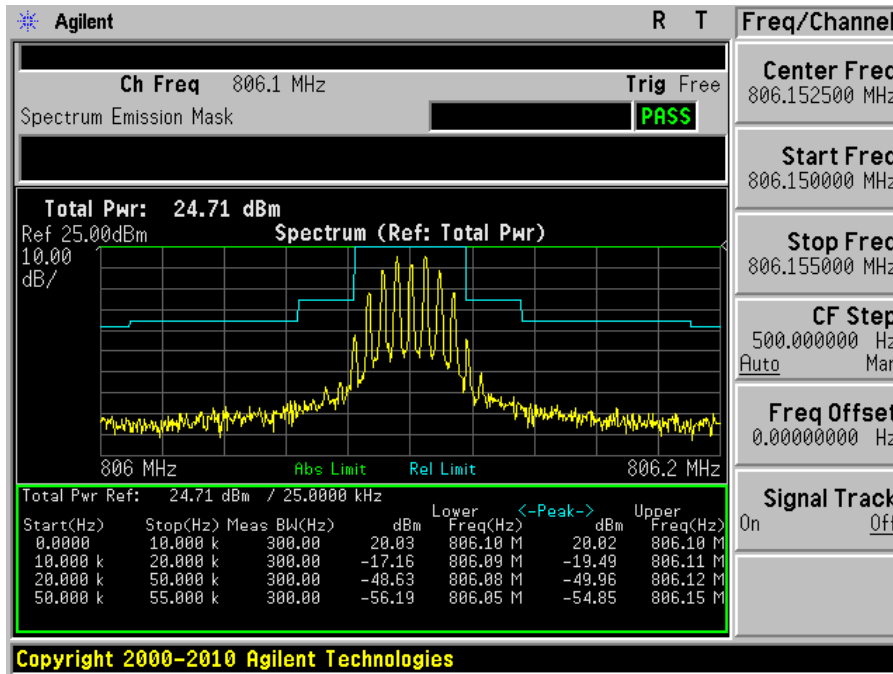 Agilent R T Freq/Channel
Ch Freq 806.1 MHz Trig Free
Spectrum Emission Mask PASS
Center Freq
806.152500 MHz
Start Freq
806.150000 MHz
Stop Freq
806.155000 MHz
CF Step
500.000000 Hz
Auto Man
Freq Offset
0.00000000 Hz
Signal Track
On Off
Total Pwr: 24.71 dBm
Ref 25.00dBm Spectrum (Ref: Total Pwr)
10.00
dB/
806 MHz Abs Limit Rel Limit 806.2 MHz
Total Pwr Ref: 24.71 dBm / 25.0000 kHz
Lower <-Peak-> Upper
Start(Hz) Stop(Hz) Meas BW(Hz) dBm Freq(Hz) dBm Freq(Hz)
0.0000 10.000 k 300.00 20.03 806.10 M 20.02 806.10 M
10.000 k 20.000 k 300.00 -17.16 806.09 M -19.49 806.11 M
20.000 k 50.000 k 300.00 -48.63 806.08 M -49.96 806.12 M
50.000 k 55.000 k 300.00 -56.19 806.05 M -54.85 806.15 M
Copyright 2000-2010 Agilent Technologies